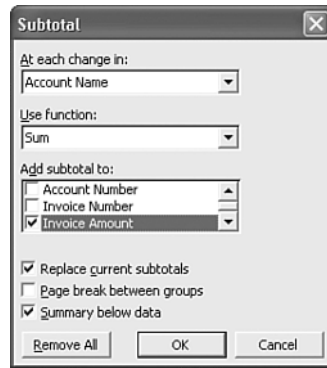 Subtotal
At each change in:
Account Name
Use function:
Sum
Add subtotal to:
Account Number
Invoice Number
Invoice Amount
Replace current subtotals
Page break between groups
Summary below data
Remove All OK Cancel